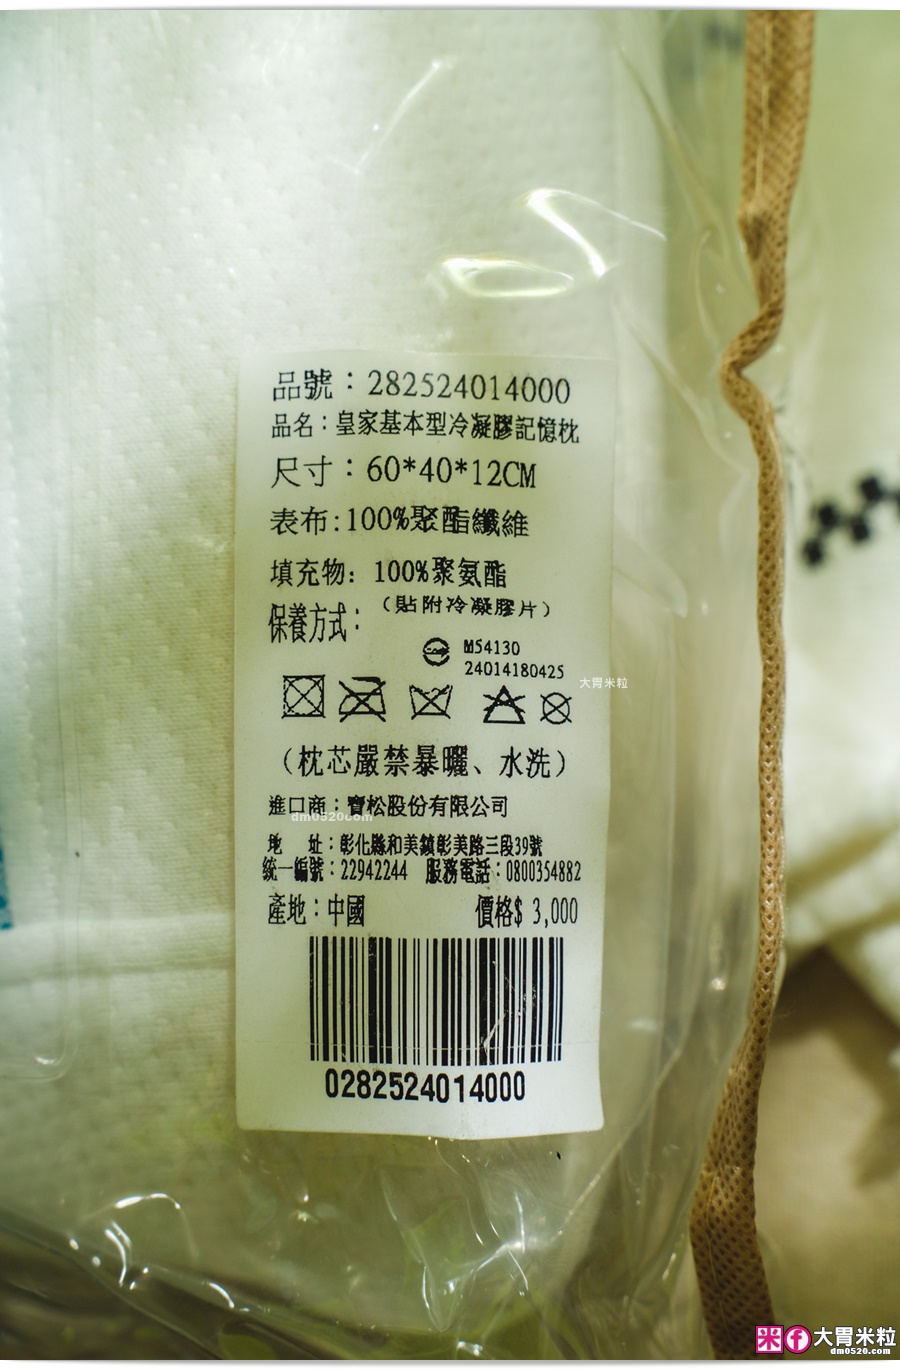 品號：282524014000
品名：皇家基本型冷凝膠記憶枕
尺寸：60*40*12CM
表布:100%聚酯纖維
填充物：100%聚氨酯
（貼附冷凝膠片）
保養方式：
M54130
24014180425
大胃米粒
（枕芯嚴禁暴曬、水洗）
進口商：寶松股份有限公司
dm0520.com
地　址：彰化縣和美鎮彰美路三段39號
統一編號：22942244　服務電話：0800354882
產地：中國　價格$ 3,000
0282524014000
米 f 大胃米粒
dm0520.com